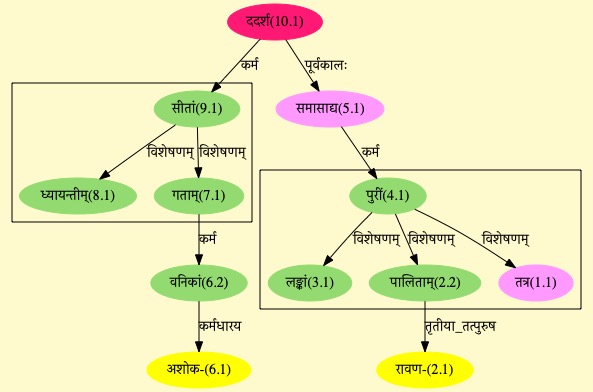 ददर्श(10.1)
कर्म
पूर्वकालः
सीतां(9.1)
समासाद्य(5.1)
विशेषणम्
विशेषणम्
कर्म
ध्यायन्तीम्(8.1)
गताम्(7.1)
पुरीं(4.1)
कर्म
विशेषणम्
विशेषणम्
विशेषणम्
वनिकां(6.2)
लङ्कां(3.1)
पालिताम्(2.2)
तत्र(1.1)
कर्मधारय
तृतीया_तत्पुरुष
अशोक-(6.1)
रावण-(2.1)